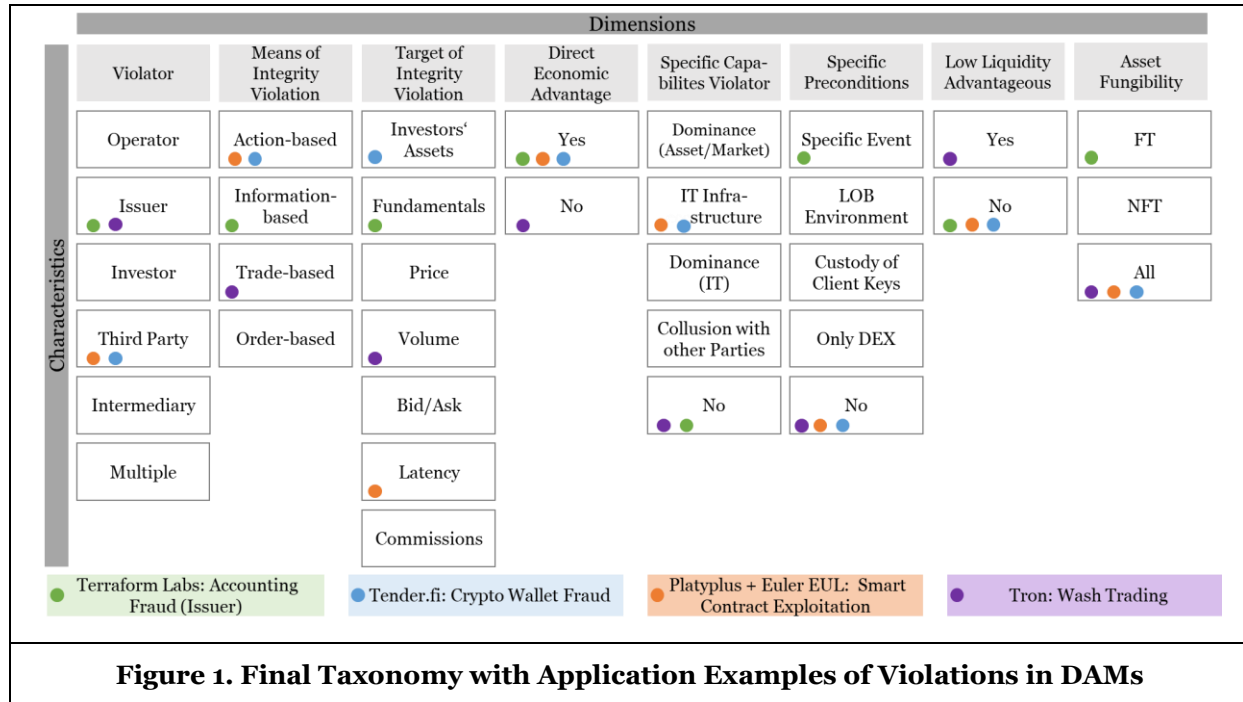 Dimensions
Characteristics
Violator
Means of
Integrity
Violation
Target of
Integrity
Violation
Direct
Economic
Advantage
Specific Capa-
bilites Violator
Specific
Preconditions
Low Liquidity
Advantageous
Asset
Fungibility
Operator
Action-based
Investors‘
Assets
Yes
Dominance
(Asset/Market)
Specific Event
Yes
FT
Issuer
Information-
based
Fundamentals
No
IT Infra-
structure
LOB
Environment
No
NFT
Investor
Trade-based
Price
Dominance
(IT)
Custody of
Client Keys
All
Third Party
Order-based
Volume
Collusion with
other Parties
Only DEX
Intermediary
Bid/Ask
No
No
Multiple
Latency
Commissions
Terraform Labs: Accounting
Fraud (Issuer)
Tender.fi: Crypto Wallet Fraud
Platyplus + Euler EUL: Smart
Contract Exploitation
Tron: Wash Trading
Figure 1. Final Taxonomy with Application Examples of Violations in DAMs